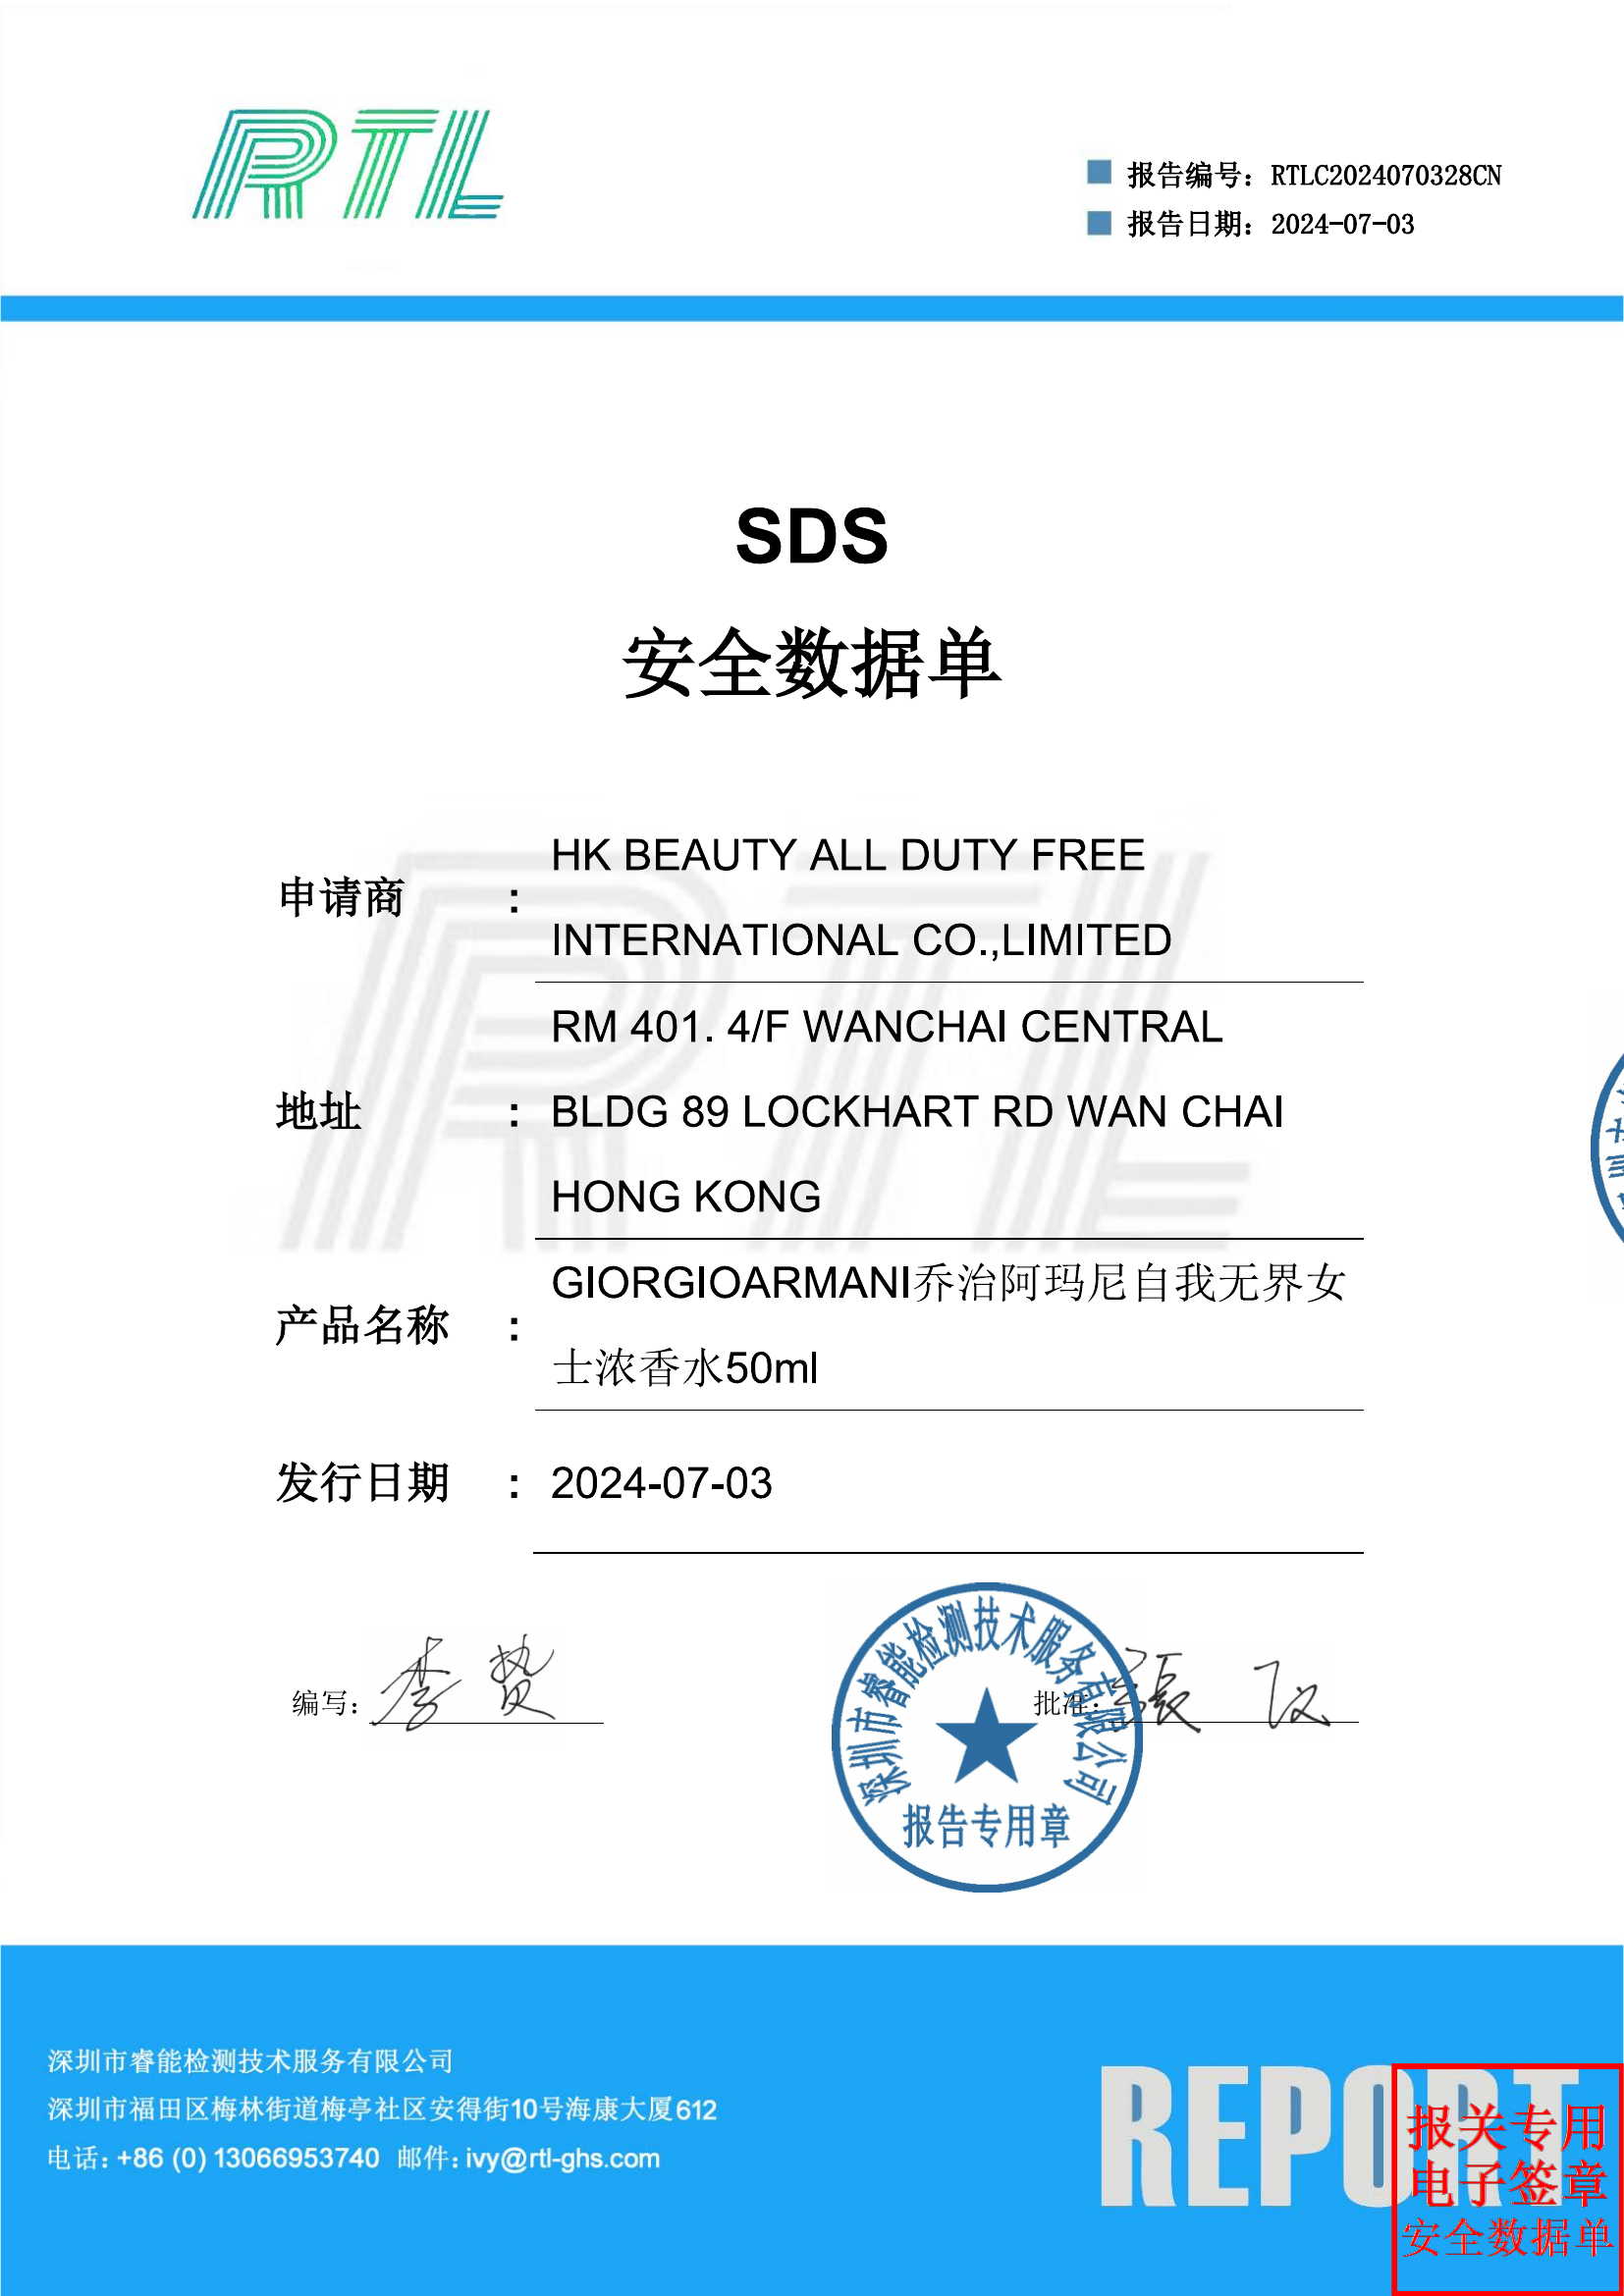 RTL
报告编号：RTLC2024070328CN
报告日期：2024-07-03
SDS
安全数据单
申请商 : HK BEAUTY ALL DUTY FREE
INTERNATIONAL CO.,LIMITED
地址 : RM 401. 4/F WANCHAI CENTRAL
BLDG 89 LOCKHART RD WAN CHAI
HONG KONG
产品名称 : GIORGIOARMANI乔治阿玛尼自我无界女
士浓香水50ml
发行日期 : 2024-07-03
编写：
批准：
深圳市睿能检测技术服务有限公司
报告专用章
深圳市睿能检测技术服务有限公司
深圳市福田区梅林街道梅亭社区安得街10号海康大厦612
电话：+86 (0) 13066953740 邮件：ivy@rtl-ghs.com
REPORT
报关专用
电子签章
安全数据单